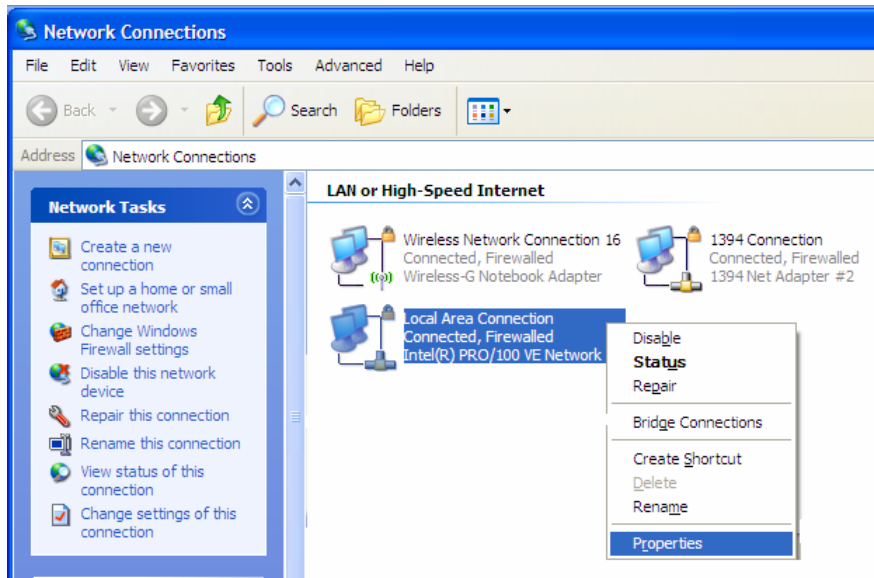 Network Connections
File Edit View Favorites Tools Advanced Help
Back Search Folders
Address Network Connections
Network Tasks
Create a new
connection
Set up a home or small
office network
Change Windows
Firewall settings
Disable this network
device
Repair this connection
Rename this connection
View status of this
connection
Change settings of this
connection
LAN or High-Speed Internet
Wireless Network Connection 16
Connected, Firewalled
Wireless-G Notebook Adapter
1394 Connection
Connected, Firewalled
1394 Net Adapter #2
Local Area Connection
Connected, Firewalled
Intel(R) PRO/100 VE Network
Disable
Status
Repair
Bridge Connections
Create Shortcut
Delete
Rename
Properties